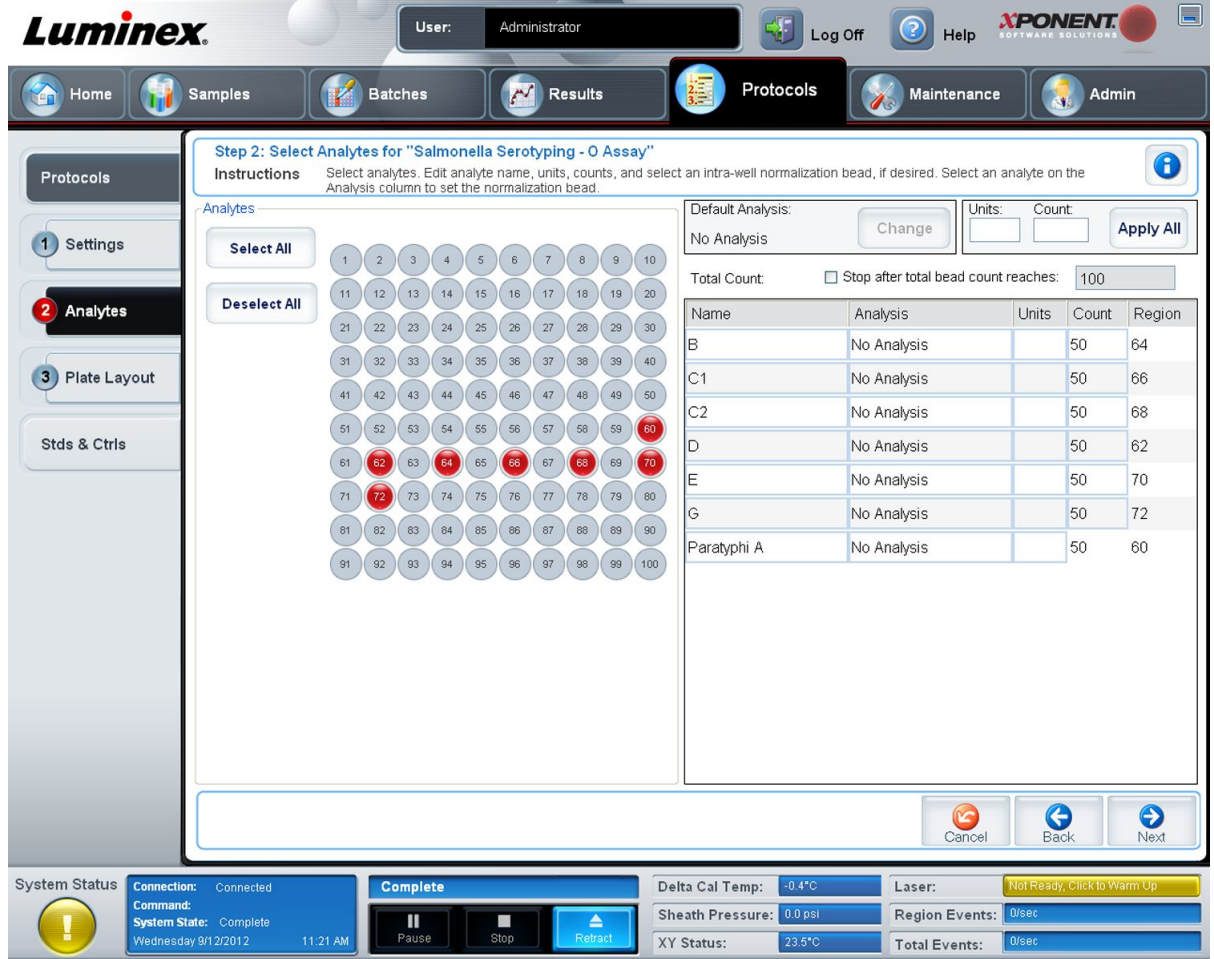 Luminex.
User: Administrator
Log Off
Help
XPONENT.
SOFTWARE SOLUTIONS
Home
Samples
Batches
Results
1. 2. 3.
Protocols
Maintenance
Admin
Protocols
1 Settings
2 Analytes
3 Plate Layout
Stds & Ctrls
Step 2: Select Analytes for "Salmonella Serotyping - O Assay"
Instructions Select analytes. Edit analyte name, units, counts, and select an intra-well normalization bead, if desired. Select an analyte on the
Analysis column to set the normalization bead.
Analytes
Select All
Deselect All
1 2 3 4 5 6 7 8 9 10
11 12 13 14 15 16 17 18 19 20
21 22 23 24 25 26 27 28 29 30
31 32 33 34 35 36 37 38 39 40
41 42 43 44 45 46 47 48 49 50
51 52 53 54 55 56 57 58 59 60
61 62 63 64 65 66 67 68 69 70
71 72 73 74 75 76 77 78 79 80
81 82 83 84 85 86 87 88 89 90
91 92 93 94 95 96 97 98 99 100
Default Analysis:
No Analysis
Change
Units: Count:
Apply All
Total Count: Stop after total bead count reaches: 100
Name Analysis Units Count Region
B No Analysis 50 64
C1 No Analysis 50 66
C2 No Analysis 50 68
D No Analysis 50 62
E No Analysis 50 70
G No Analysis 50 72
Paratyphi A No Analysis 50 60
Cancel
Back
Next
System Status
Connection: Connected
Command:
System State: Complete
Wednesday 9/12/2012 11:21 AM
Complete
Pause
Stop
Retract
Delta Cal Temp: -0.4°C
Sheath Pressure: 0.0 psi
XY Status: 23.5°C
Laser: Not Ready, Click to Warm Up
Region Events: 0/sec
Total Events: 0/sec